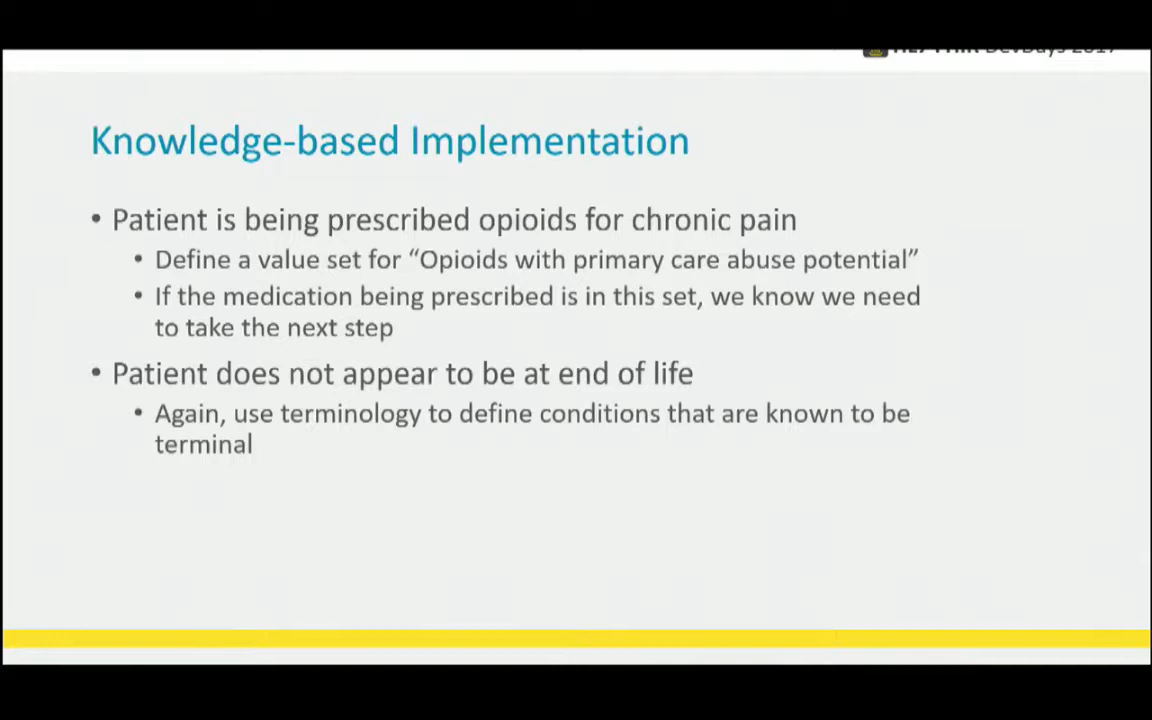 Knowledge-based Implementation
• Patient is being prescribed opioids for chronic pain
• Define a value set for “Opioids with primary care abuse potential”
• If the medication being prescribed is in this set, we know we need
to take the next step
• Patient does not appear to be at end of life
• Again, use terminology to define conditions that are known to be
terminal